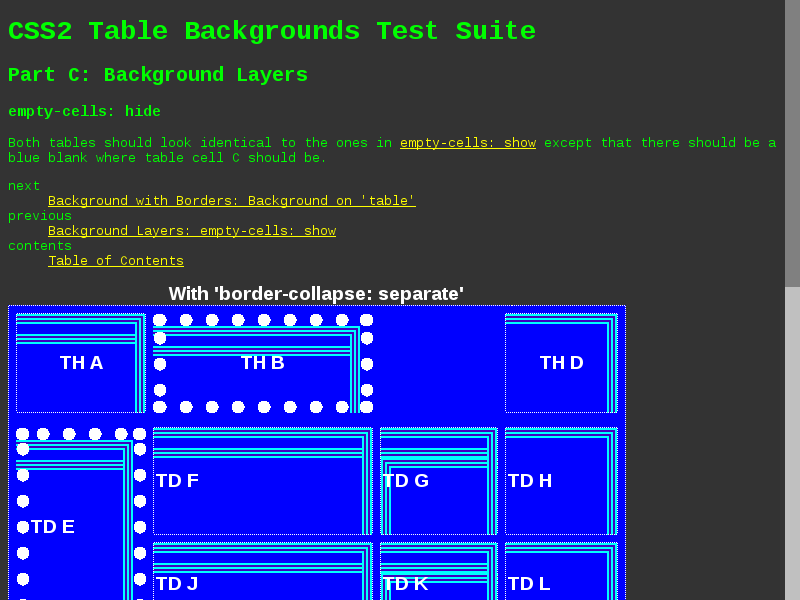 CSS2 Table Backgrounds Test Suite
Part C: Background Layers
empty-cells: hide
Both tables should look identical to the ones in empty-cells: show except that there should be a
blue blank where table cell C should be.
next
Background with Borders: Background on 'table'
previous
Background Layers: empty-cells: show
contents
Table of Contents
With 'border-collapse: separate'
TH A TH B TH D
TD F TD G TD H
TD E
TD J TD K TD L